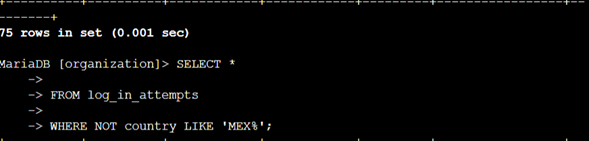 75 rows in set (0.001 sec)
MariaDB [organization]> SELECT *
->
-> FROM log_in_attempts
->
-> WHERE NOT country LIKE 'MEX%';